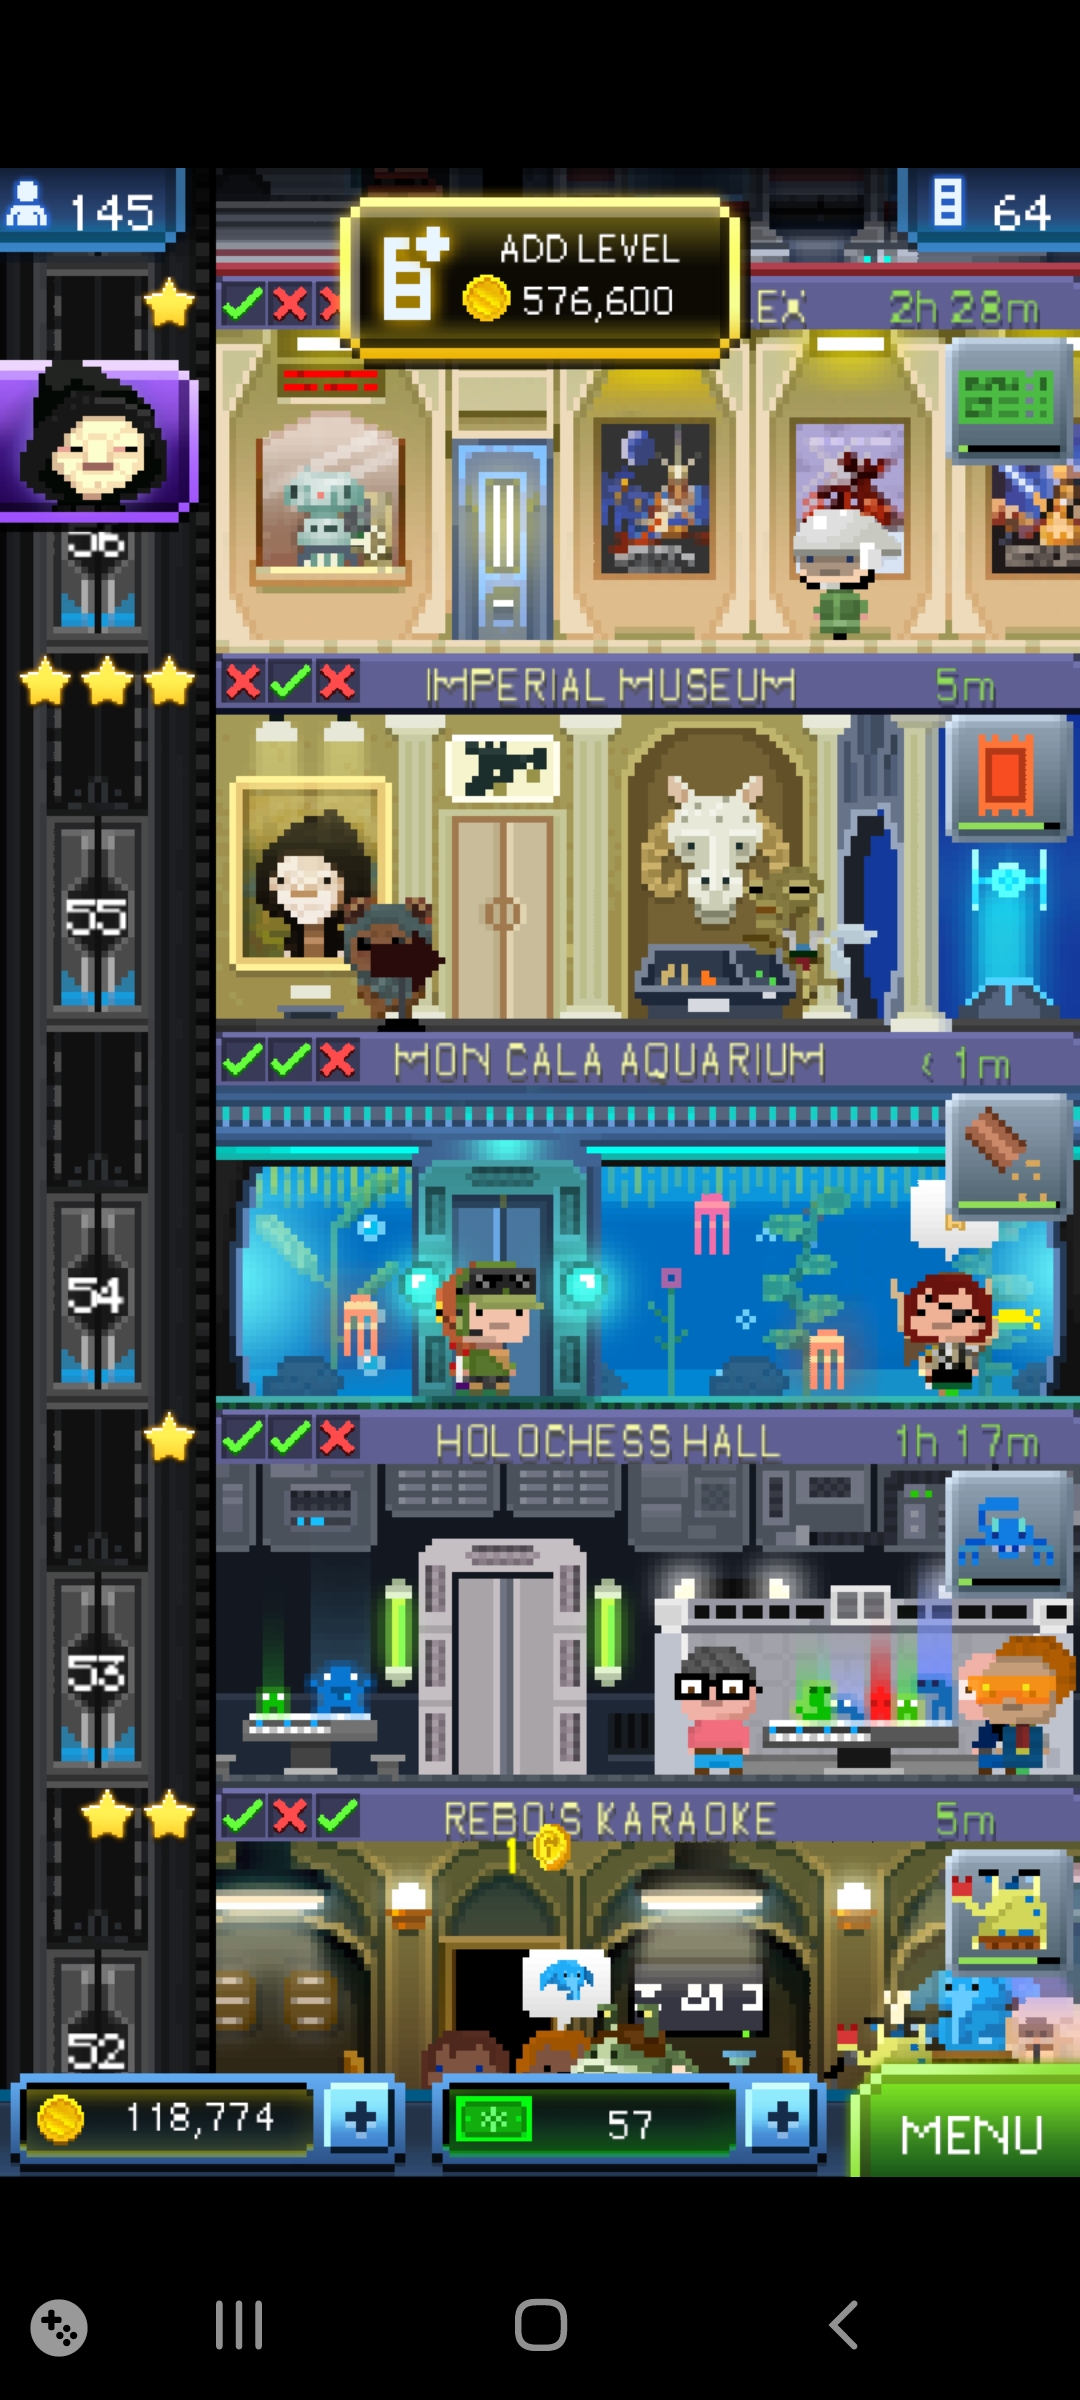 145
ADD LEVEL
576,600
64
EX 2h 28m
56
IMPERIAL MUSEUM 5m
55
MON CALA AQUARIUM < 1m
54
HOLOCHESS HALL 1h 17m
53
REBO'S KARAOKE 5m
1
52
118,774
57
MENU